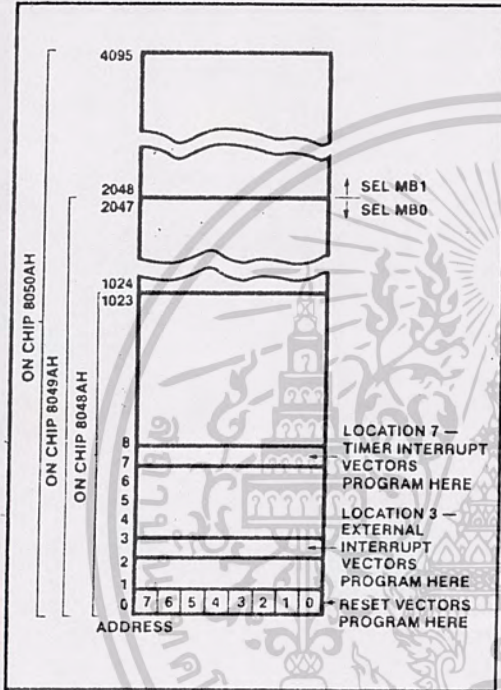 4095
2048
2047
↑ SEL MB1
↓ SEL MB0
1024
1023
ON CHIP 8050AH
ON CHIP 8049AH
ON CHIP 8048AH
8
7
6
5
4
3
2
1
0
LOCATION 7 —
TIMER INTERRUPT
VECTORS
PROGRAM HERE
LOCATION 3 —
EXTERNAL
INTERRUPT
VECTORS
PROGRAM HERE
7 6 5 4 3 2 1 0
RESET VECTORS
PROGRAM HERE
ADDRESS